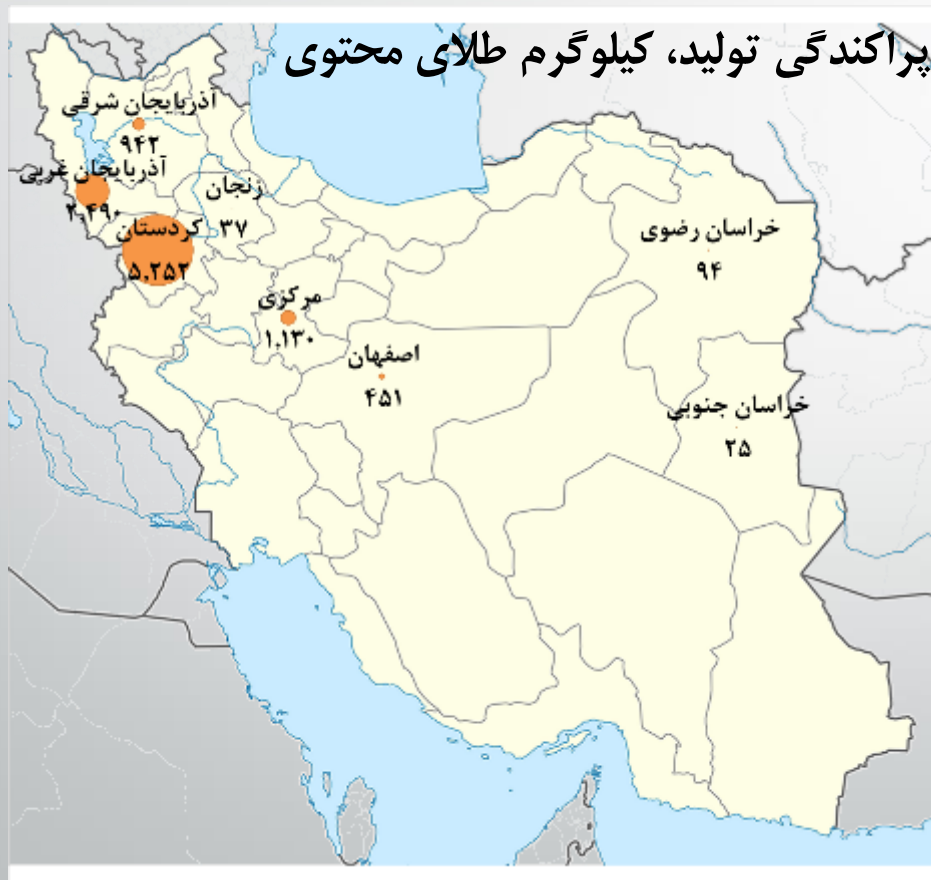 پراکندگی تولید، کیلوگرم طلای محتوی
آذربایجان شرقی
۹۴۲
آذربایجان غربی
۲,۴۹۰
زنجان
۳۷
کردستان
۵,۲۵۲
خراسان رضوی
۹۴
مرکزی
۱,۱۳۰
اصفهان
۴۵۱
خراسان جنوبی
۲۵